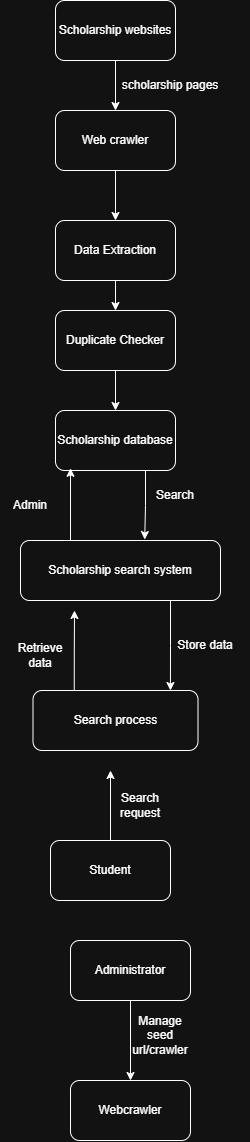 Scholarship websites
scholarship pages
Web crawler
Data Extraction
Duplicate Checker
Scholarship database
Search
Admin
Scholarship search system
Retrieve
data
Store data
Search process
Search
request
Student
Administrator
Manage
seed
url/crawler
Webcrawler